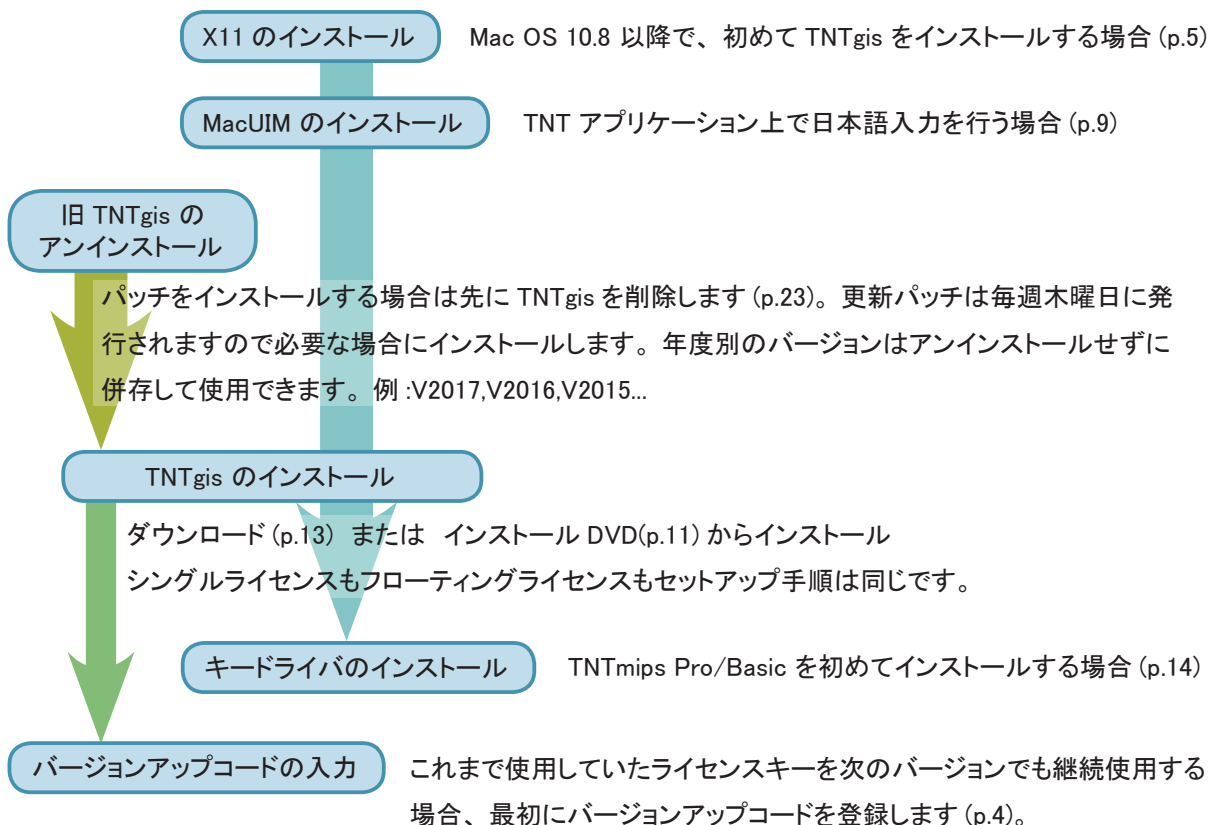 X11 のインストール
Mac OS 10.8 以降で、初めて TNTgis をインストールする場合 (p.5)
MacUIM のインストール
TNT アプリケーション上で日本語入力を行う場合 (p.9)
旧 TNTgis の
アンインストール
パッチをインストールする場合は先に TNTgis を削除します (p.23)。更新パッチは毎週木曜日に発
行されますので必要な場合にインストールします。年度別のバージョンはアンインストールせずに
併存して使用できます。例 :V2017,V2016,V2015...
TNTgis のインストール
ダウンロード (p.13) または インストール DVD(p.11) からインストール
シングルライセンスもフローティングライセンスもセットアップ手順は同じです。
キードライバのインストール
TNTmips Pro/Basic を初めてインストールする場合 (p.14)
バージョンアップコードの入力
これまで使用していたライセンスキーを次のバージョンでも継続使用する
場合、最初にバージョンアップコードを登録します (p.4)。